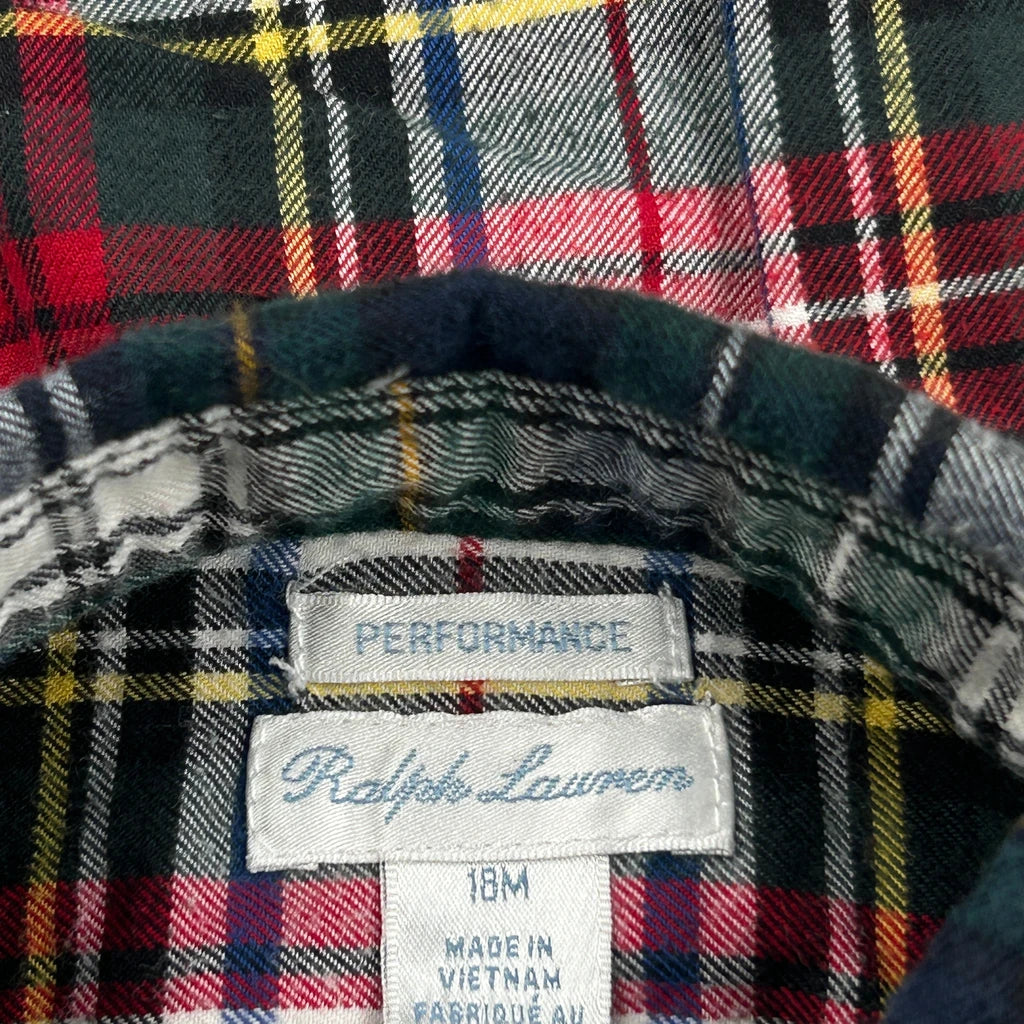 PERFORMANCE
Ralph Lauren
18M
MADE IN
VIETNAM
FABRIQUÉ AU